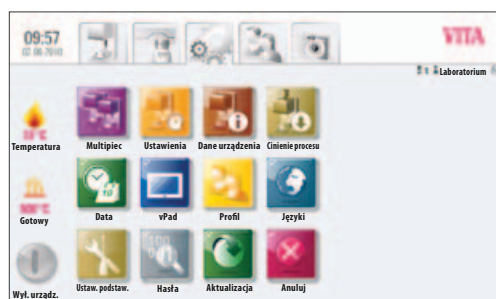 09:57
02 06 2010
VITA
Laboratorium
Temperatura
Multipiec
Ustawienia
Dane urządzenia
Cinienie procesu
Gotowy
Data
vPad
Profil
Języki
Wył. urządz.
Ustaw. podstaw.
Hasła
Aktualizacja
Anuluj